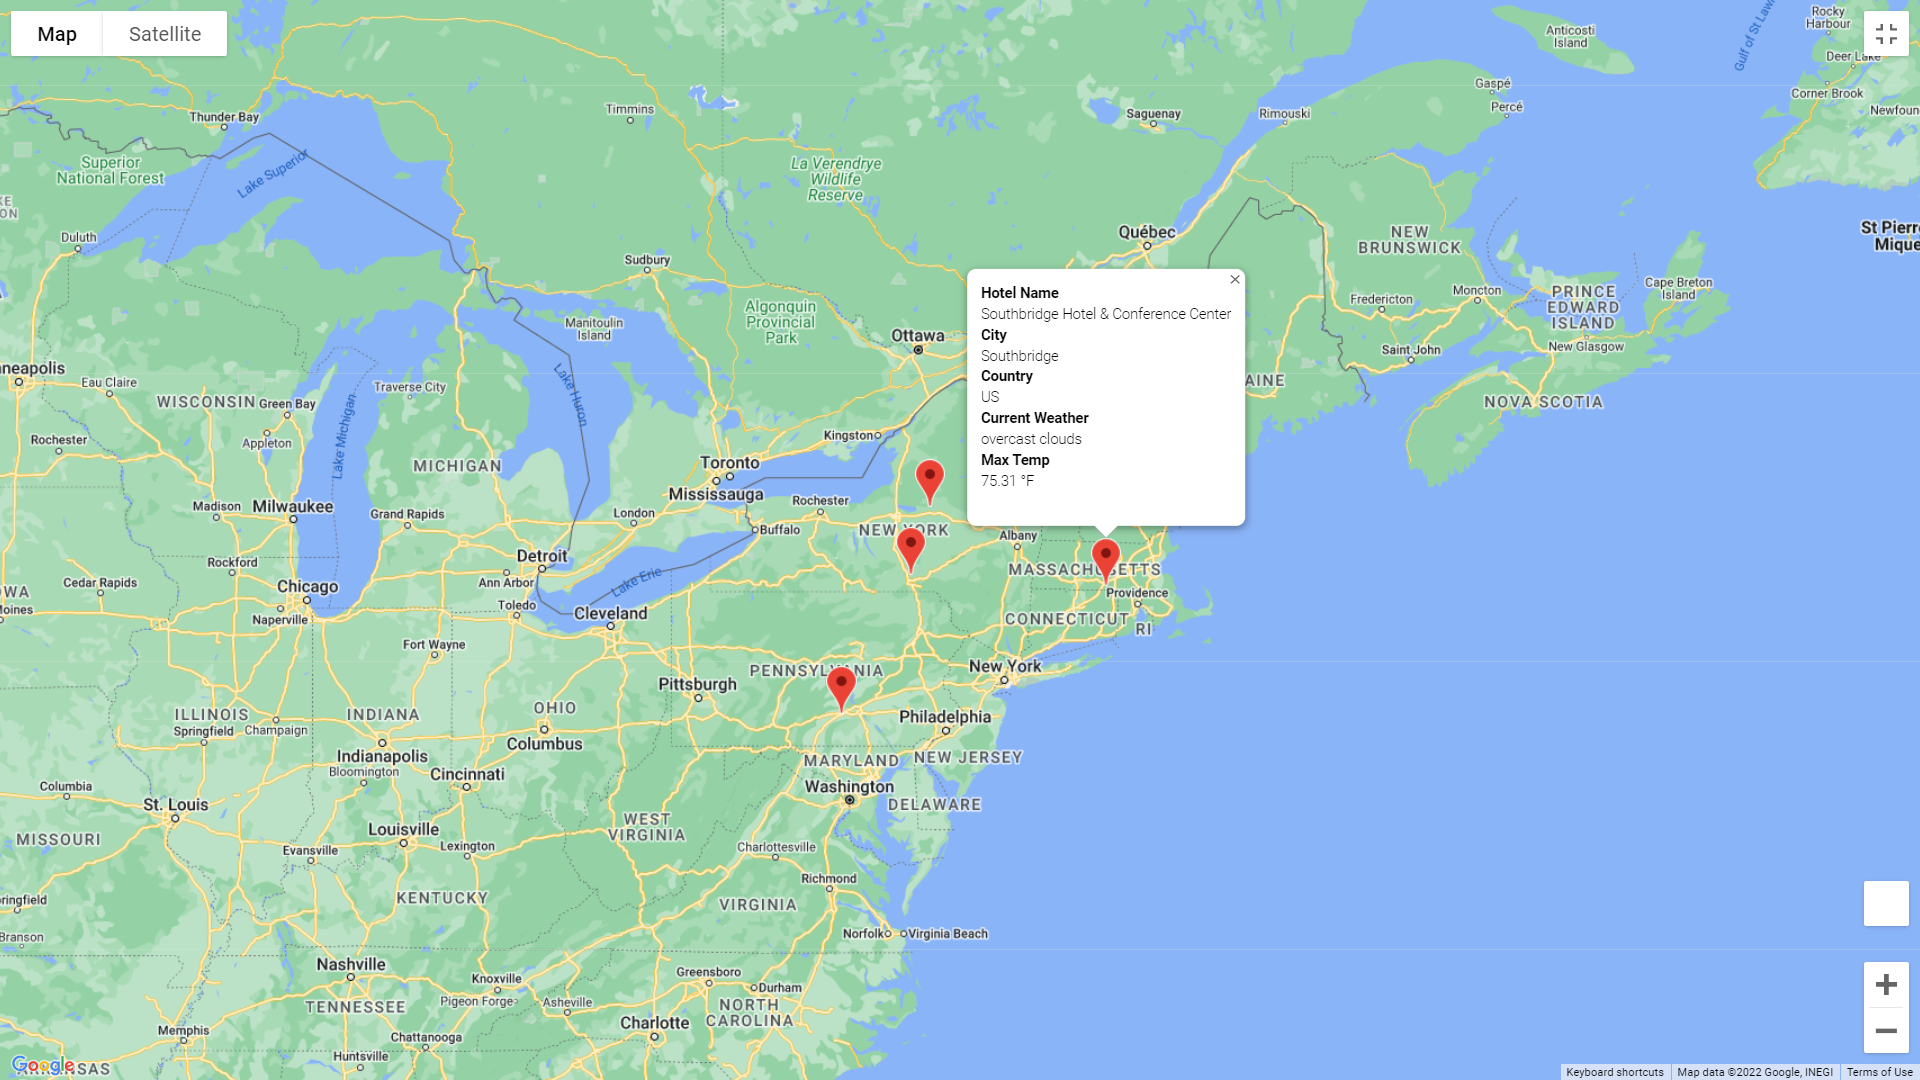 Map
Satellite
Rocky
Harbour
Deer Lake
Corner Brook
Gulf of St Law
Anticosti
Island
Gaspé
Percé
Rimouski
Saguenay
Timmins
Thunder Bay
Superior
National Forest
Lake Superior
La Verendrye
Wildlife
Reserve
KE
ON
Duluth
Sudbury
Québec
NEW
BRUNSWICK
St Pierre
Mique
Cape Breton
Island
PRINCE
EDWARD
ISLAND
Moncton
Fredericton
New Glasgow
Saint John
NOVA SCOTIA
AINE
Algonquin
Provincial
Park
Manitoulin
Island
Ottawa
Hotel Name
Southbridge Hotel & Conference Center
City
Southbridge
Country
US
Current Weather
overcast clouds
Max Temp
75.31 °F
neapolis
Eau Claire
WISCONSIN
Green Bay
Appleton
Traverse City
Lake Michigan
Lake Huron
Kingston
Rochester
MICHIGAN
Toronto
Mississauga
Madison
Milwaukee
Grand Rapids
London
Rochester
Buffalo
NEW YORK
Albany
Detroit
Ann Arbor
Rockford
Chicago
Naperville
Cedar Rapids
OWA
Moines
Toledo
Lake Erie
Cleveland
MASSACHUSETTS
Providence
CONNECTICUT
RI
Fort Wayne
Pittsburgh
PENNSYLVANIA
New York
Philadelphia
ILLINOIS
Springfield
Champaign
INDIANA
OHIO
Columbus
Indianapolis
Bloomington
Cincinnati
MARYLAND
NEW JERSEY
Washington
DELAWARE
Columbia
St. Louis
MISSOURI
Louisville
Lexington
Evansville
WEST
VIRGINIA
Charlottesville
Richmond
KENTUCKY
VIRGINIA
ringfield
Branson
Norfolk
Virginia Beach
Nashville
Knoxville
Pigeon Forge
TENNESSEE
Greensboro
Durham
Asheville
NORTH
CAROLINA
Charlotte
Memphis
Chattanooga
Huntsville
Google
Keyboard shortcuts
Map data ©2022 Google, INEGI
Terms of Use